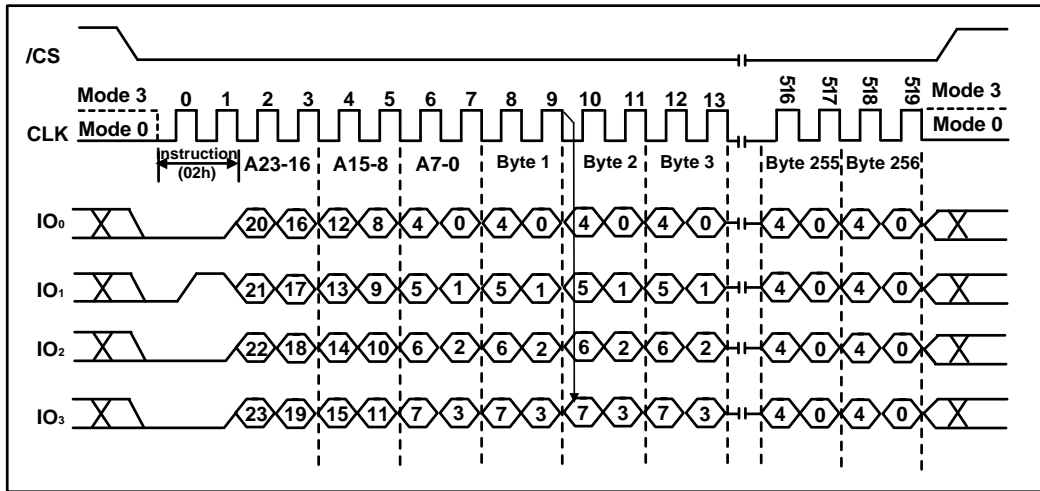 /CS
516 517 518 519
Mode 3 0 1 2 3 4 5 6 7 8 9 10 11 12 13 Mode 3
CLK Mode 0 Mode 0
Instruction (02h) A23-16 A15-8 A7-0 Byte 1 Byte 2 Byte 3 Byte 255 Byte 256
IO0 20 16 12 8 4 0 4 0 4 0 4 0 4 0 4 0
IO1 21 17 13 9 5 1 5 1 5 1 5 1 4 0 4 0
IO2 22 18 14 10 6 2 6 2 6 2 6 2 4 0 4 0
IO3 23 19 15 11 7 3 7 3 7 3 7 3 4 0 4 0